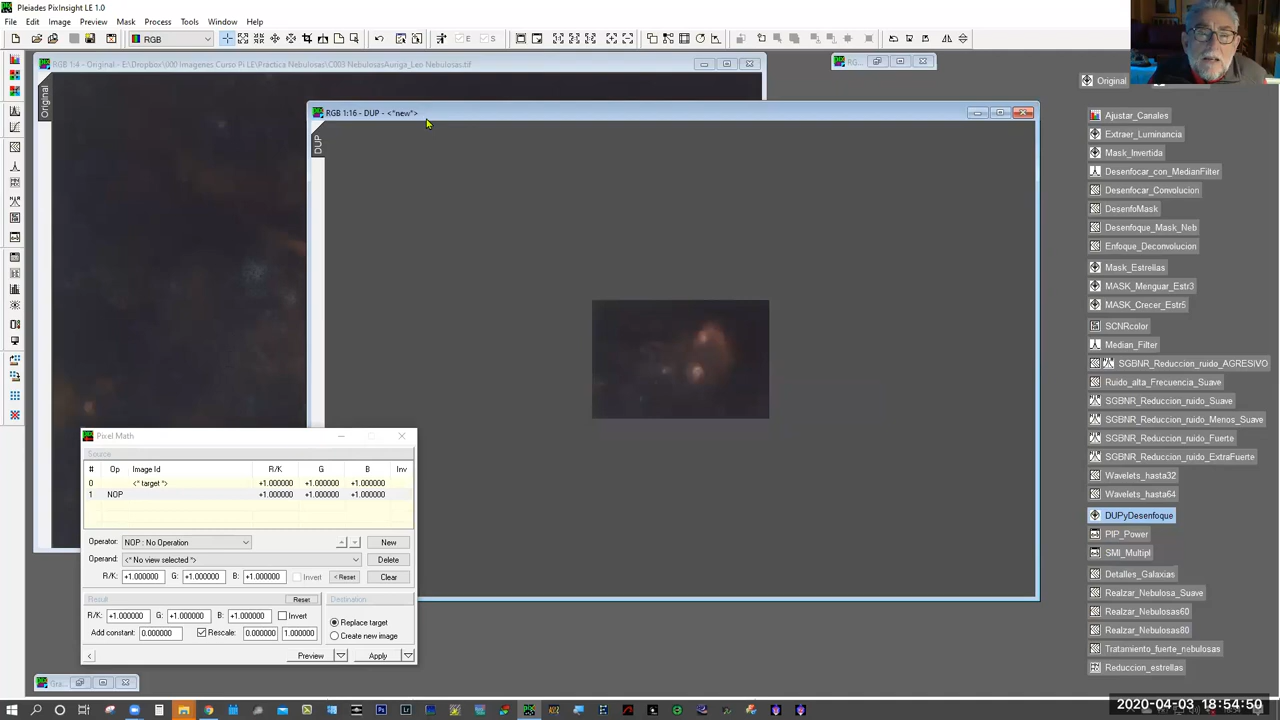 Pleiades PixInsight LE 1.0
File Edit Image Preview Mask Process Tools Window Help
RGB
E S
RGB 1:4 - Original - E:\Dropbox\X00 Imagenes Curso Pi LE\Practica Nebulosas\C003 NebulosasAuriga_Leo Nebulosas.tif
RG...
Original
RGB 1:16 - DUP - <*new*>
Original
DUP
Ajustar_Canales
Extraer_Luminancia
Mask_Invertida
Desenfocar_con_MedianFilter
Desenfocar_Convolucion
DesenfoMask
Desenfoque_Mask_Neb
Enfoque_Deconvolucion
Mask_Estrellas
MASK_Menguar_Estr3
MASK_Crecer_Estr5
SCNRcolor
Median_Filter
SGBNR_Reduccion_ruido_AGRESIVO
Ruido_alta_Frecuencia_Suave
SGBNR_Reduccion_ruido_Suave
SGBNR_Reduccion_ruido_Menos_Suave
SGBNR_Reduccion_ruido_Fuerte
SGBNR_Reduccion_ruido_ExtraFuerte
Wavelets_hasta32
Wavelets_hasta64
DUPyDesenfoque
PIP_Power
SMI_Multipl
Detalles_Galaxias
Realzar_Nebulosa_Suave
Realzar_Nebulosas60
Realzar_Nebulosas80
Tratamiento_fuerte_nebulosas
Reduccion_estrellas
Pixel Math
Source
# Op Image Id R/K G B Inv
0 <* target *> +1.000000 +1.000000 +1.000000
1 NOP +1.000000 +1.000000 +1.000000
Operator: NOP : No Operation New
Operand: <* No view selected *> Delete
R/K: +1.000000 G: +1.000000 B: +1.000000 Invert < Reset Clear
Result Reset Destination
R/K: +1.000000 G: +1.000000 B: +1.000000 Invert Replace target
Add constant: 0.000000 Rescale: 0.000000 1.000000 Create new image
< Preview Apply
Gra...
2020-04-03 18:54:50